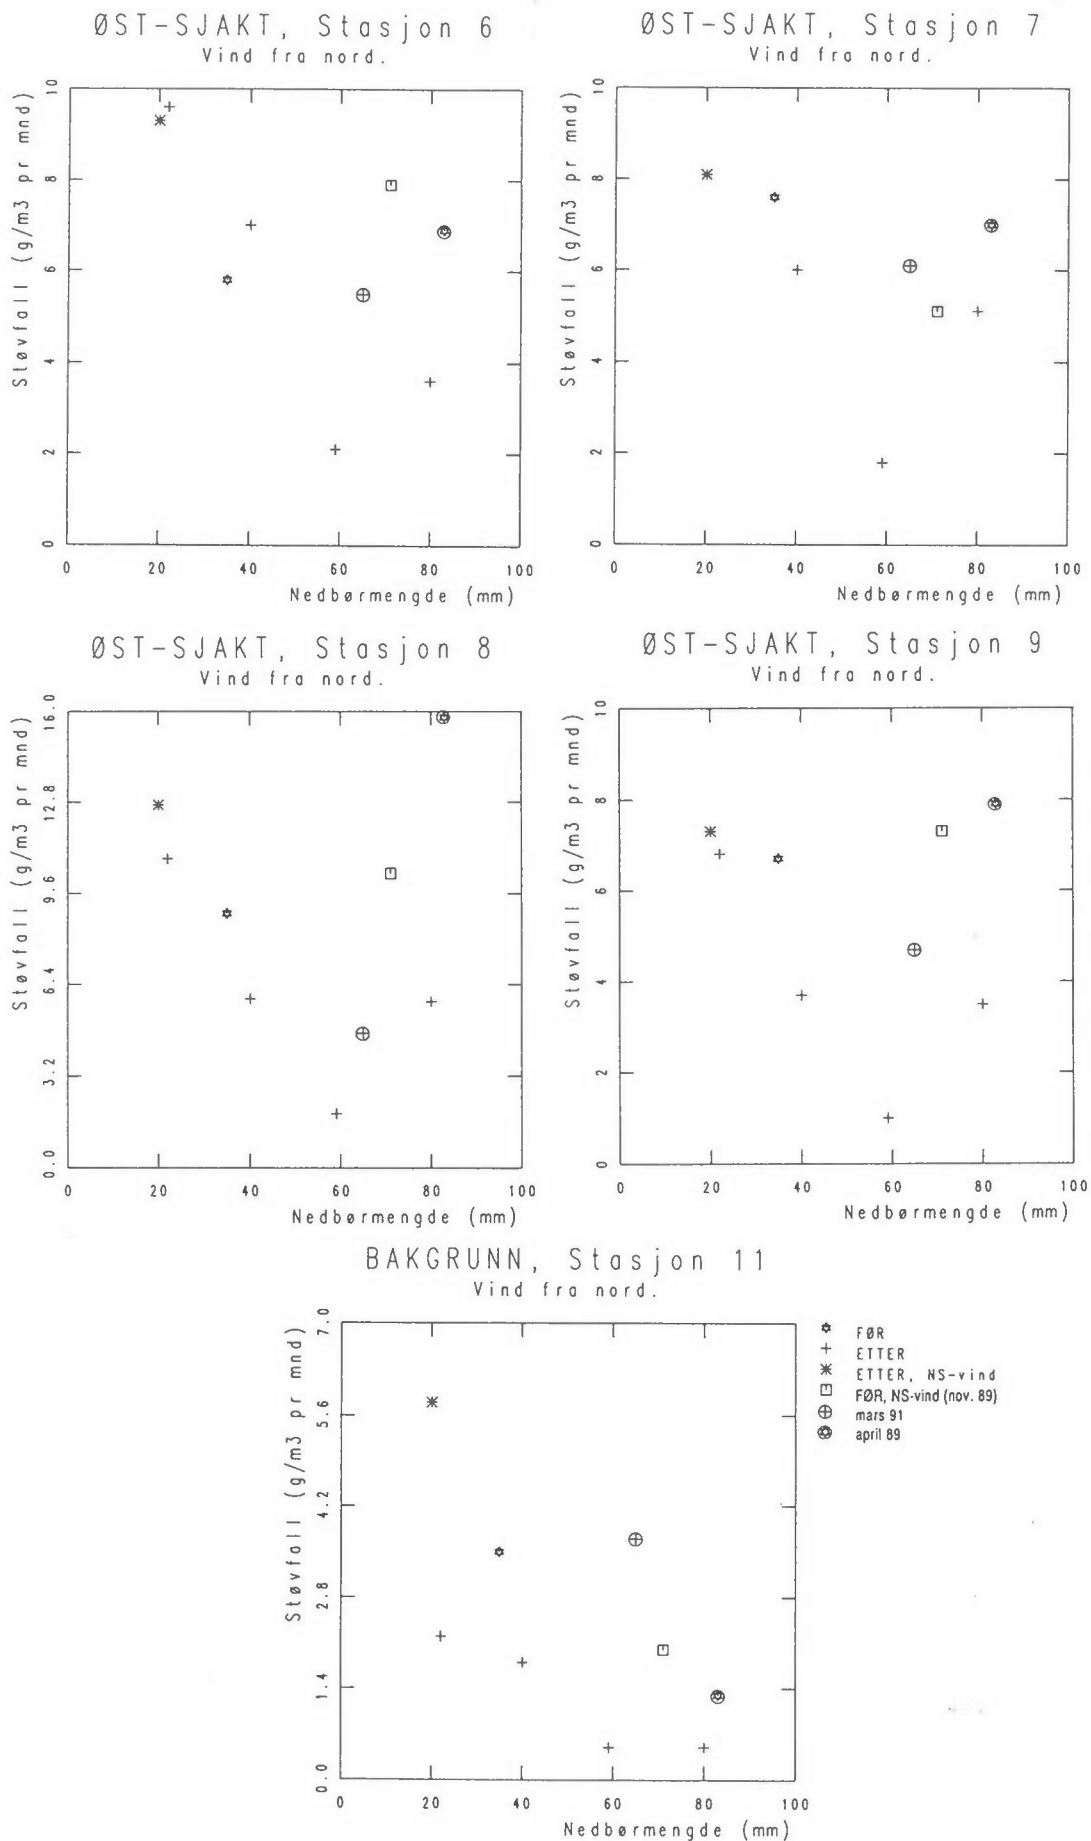 ØST-SJAKT, Stasjon 6
Vind fra nord.
Støvfall (g/m3 pr mnd)
10
8
6
4
2
0
0 20 40 60 80 100
Nedbørmengde (mm)
ØST-SJAKT, Stasjon 7
Vind fra nord.
Støvfall (g/m3 pr mnd)
10
8
6
4
2
0
0 20 40 60 80 100
Nedbørmengde (mm)
ØST-SJAKT, Stasjon 8
Vind fra nord.
Støvfall (g/m3 pr mnd)
16.0
12.8
9.6
6.4
3.2
0.0
0 20 40 60 80 100
Nedbørmengde (mm)
ØST-SJAKT, Stasjon 9
Vind fra nord.
Støvfall (g/m3 pr mnd)
10
8
6
4
2
0
0 20 40 60 80 100
Nedbørmengde (mm)
BAKGRUNN, Stasjon 11
Vind fra nord.
Støvfall (g/m3 pr mnd)
7.0
5.6
4.2
2.8
1.4
0.0
0 20 40 60 80 100
Nedbørmengde (mm)
FØR
ETTER
ETTER, NS-vind
FØR, NS-vind (nov. 89)
mars 91
april 89